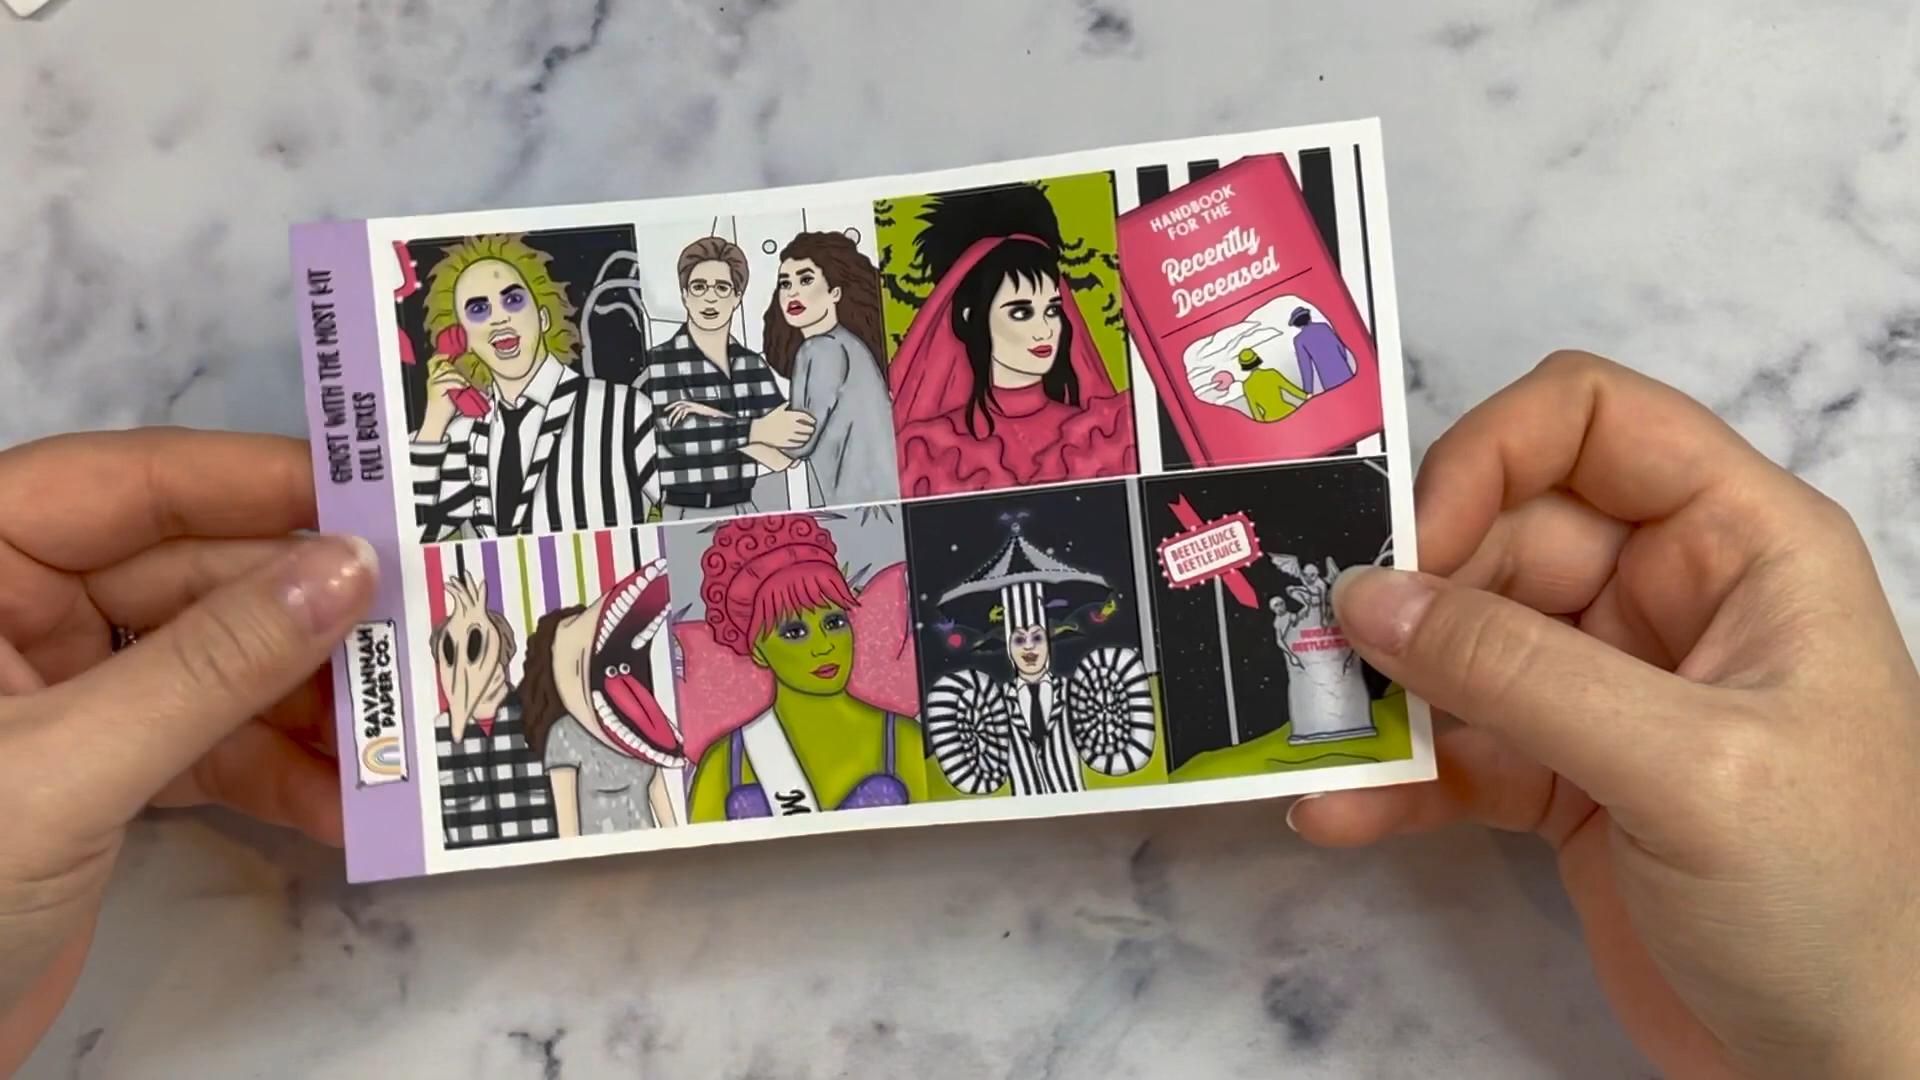 GHOST WITH THE MOST KIT
FULL BOXES
SAVANNAH
PAPER CO.
HANDBOOK
FOR THE
Recently
Deceased
BEETLEJUICE
BEETLEJUICE